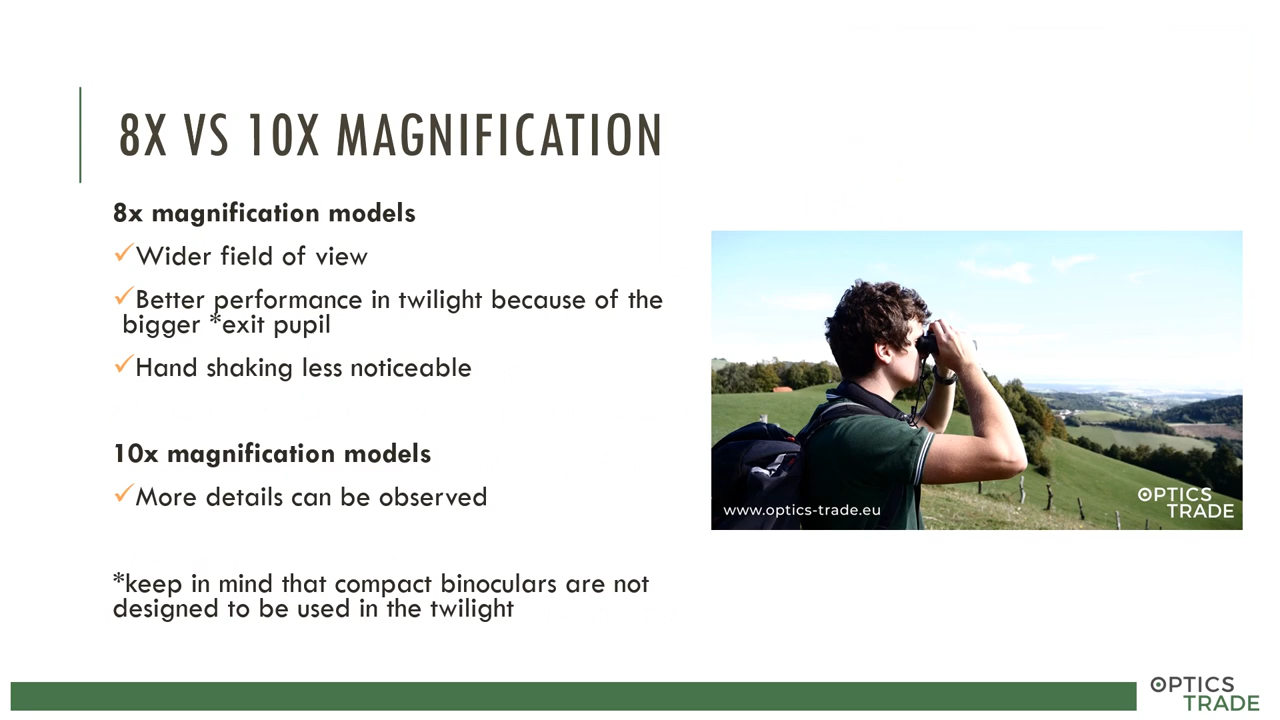 8X VS 10X MAGNIFICATION
8x magnification models
✓Wider field of view
✓Better performance in twilight because of the
bigger *exit pupil
✓Hand shaking less noticeable
10x magnification models
✓More details can be observed
*keep in mind that compact binoculars are not
designed to be used in the twilight
www.optics-trade.eu
OPTICS
TRADE
OPTICS
TRADE